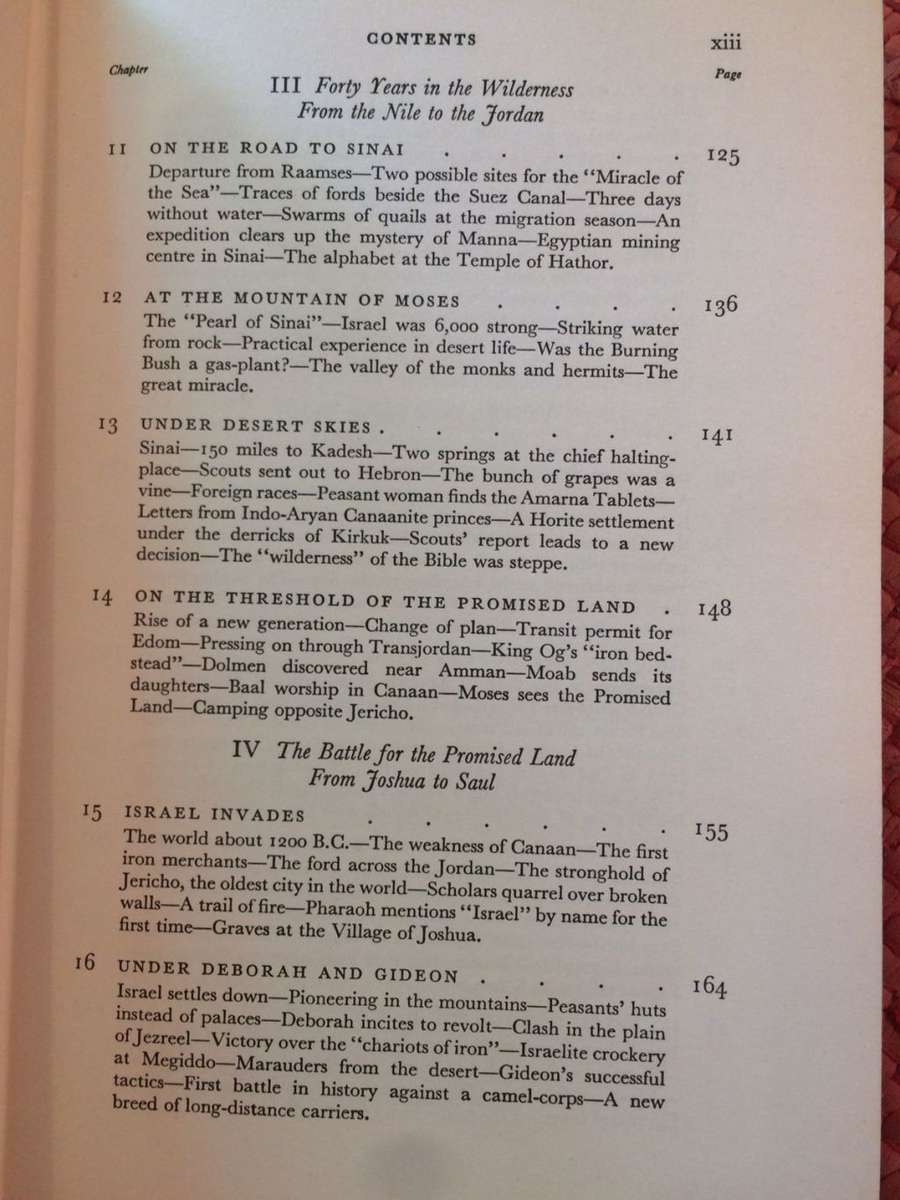 CONTENTS xiii
Chapter Page
III Forty Years in the Wilderness
From the Nile to the Jordan
11 ON THE ROAD TO SINAI . . . . . 125
Departure from Raamses—Two possible sites for the "Miracle of
the Sea"—Traces of fords beside the Suez Canal—Three days
without water—Swarms of quails at the migration season—An
expedition clears up the mystery of Manna—Egyptian mining
centre in Sinai—The alphabet at the Temple of Hathor.
12 AT THE MOUNTAIN OF MOSES . . . . 136
The "Pearl of Sinai"—Israel was 6,000 strong—Striking water
from rock—Practical experience in desert life—Was the Burning
Bush a gas-plant?—The valley of the monks and hermits—The
great miracle.
13 UNDER DESERT SKIES . . . . . . 141
Sinai—150 miles to Kadesh—Two springs at the chief halting-
place—Scouts sent out to Hebron—The bunch of grapes was a
vine—Foreign races—Peasant woman finds the Amarna Tablets—
Letters from Indo-Aryan Canaanite princes—A Horite settlement
under the derricks of Kirkuk—Scouts' report leads to a new
decision—The "wilderness" of the Bible was steppe.
14 ON THE THRESHOLD OF THE PROMISED LAND . 148
Rise of a new generation—Change of plan—Transit permit for
Edom—Pressing on through Transjordan—King Og's "iron bed-
stead"—Dolmen discovered near Amman—Moab sends its
daughters—Baal worship in Canaan—Moses sees the Promised
Land—Camping opposite Jericho.
IV The Battle for the Promised Land
From Joshua to Saul
15 ISRAEL INVADES . . . . . . 155
The world about 1200 B.C.—The weakness of Canaan—The first
iron merchants—The ford across the Jordan—The stronghold of
Jericho, the oldest city in the world—Scholars quarrel over broken
walls—A trail of fire—Pharaoh mentions "Israel" by name for the
first time—Graves at the Village of Joshua.
16 UNDER DEBORAH AND GIDEON . . . . 164
Israel settles down—Pioneering in the mountains—Peasants' huts
instead of palaces—Deborah incites to revolt—Clash in the plain
of Jezreel—Victory over the "chariots of iron"—Israelite crockery
at Megiddo—Marauders from the desert—Gideon's successful
tactics—First battle in history against a camel-corps—A new
breed of long-distance carriers.